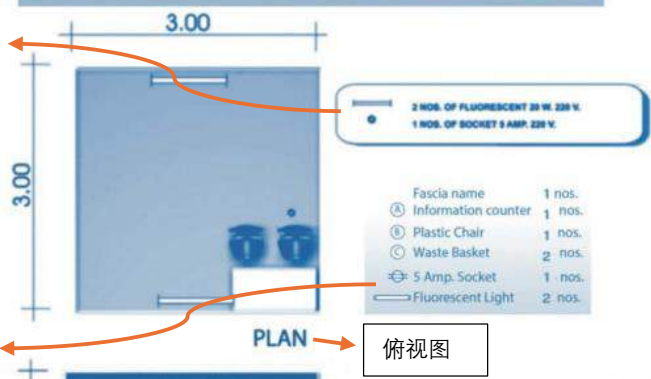 3.00
3.00
2 NOS. OF FLUORESCENT 20 W. 220 V.
1 NOS. OF SOCKET 5 AMP. 220 V.
Fascia name 1 nos.
A Information counter 1 nos.
B Plastic Chair 1 nos.
C Waste Basket 2 nos.
5 Amp. Socket 1 nos.
Fluorescent Light 2 nos.
PLAN
俯视图